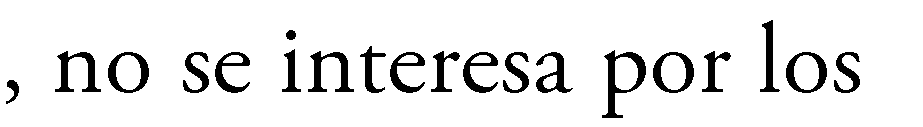 , no se interesa por los